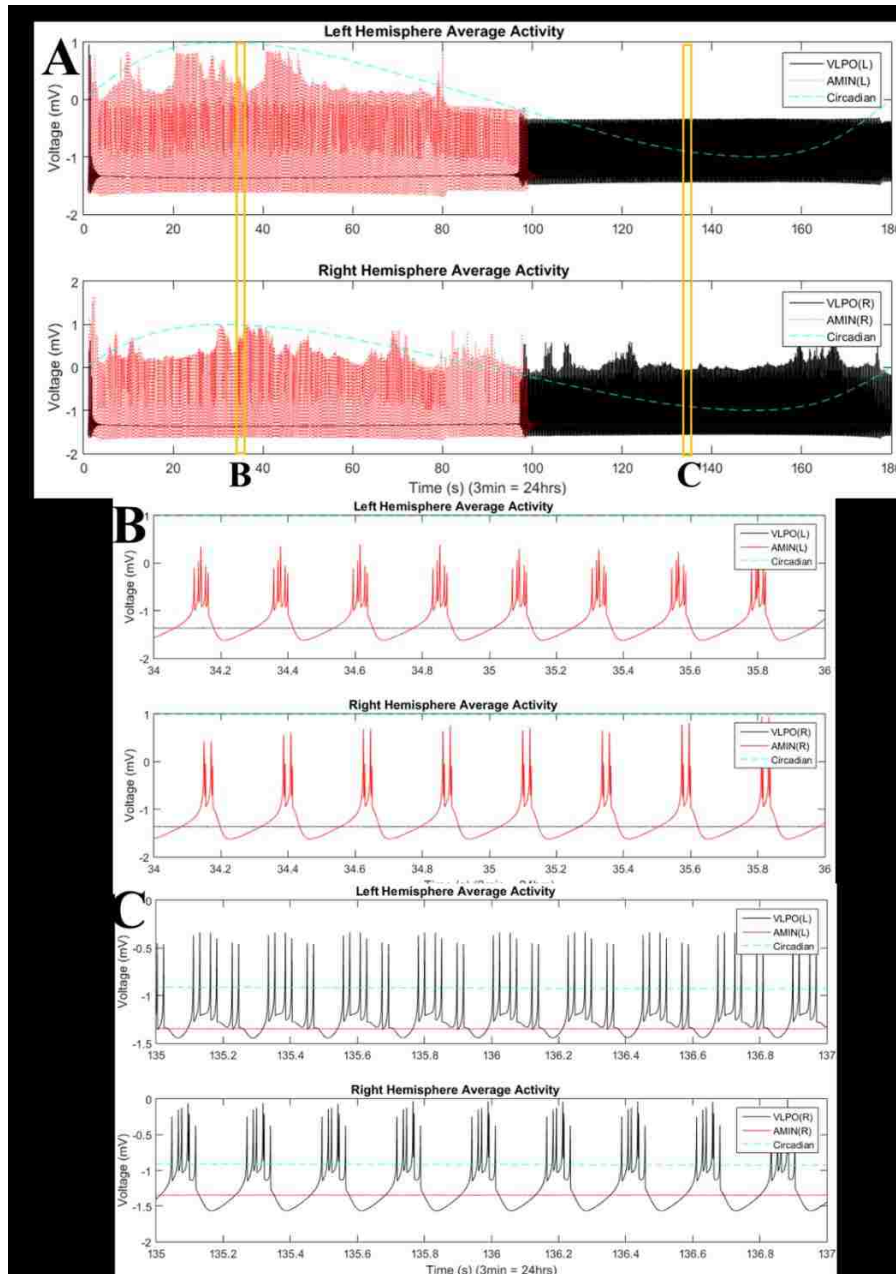 A
Left Hemisphere Average Activity
1
0
-1
-2
Voltage (mV)
VLPO(L)
AMIN(L)
Circadian
0 20 40 60 80 100 120 140 160 180
Right Hemisphere Average Activity
2
1
0
-1
-2
Voltage (mV)
VLPO(R)
AMIN(R)
Circadian
0 20 40 60 80 100 120 140 160 180
B C
Time (s) (3min = 24hrs)
B
Left Hemisphere Average Activity
1
0
-1
-2
Voltage (mV)
VLPO(L)
AMIN(L)
Circadian
34 34.2 34.4 34.6 34.8 35 35.2 35.4 35.6 35.8 36
Right Hemisphere Average Activity
1
0
-1
-2
Voltage (mV)
VLPO(R)
AMIN(R)
Circadian
34 34.2 34.4 34.6 34.8 35 35.2 35.4 35.6 35.8 36
C
Left Hemisphere Average Activity
0
-0.5
-1
-1.5
Voltage (mV)
VLPO(L)
AMIN(L)
Circadian
135 135.2 135.4 135.6 135.8 136 136.2 136.4 136.6 136.8 137
Right Hemisphere Average Activity
0
-0.5
-1
-1.5
-2
Voltage (mV)
VLPO(R)
AMIN(R)
Circadian
135 135.2 135.4 135.6 135.8 136 136.2 136.4 136.6 136.8 137
Time (s) (3min = 24hrs)